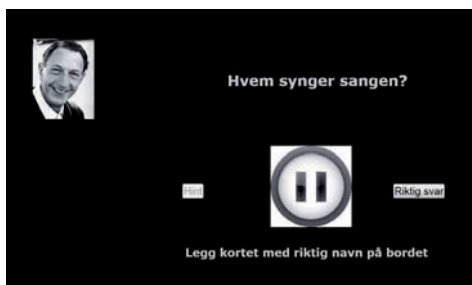 Hvem synger sangen?
Hint
Riktig svar
Legg kortet med riktig navn på bordet